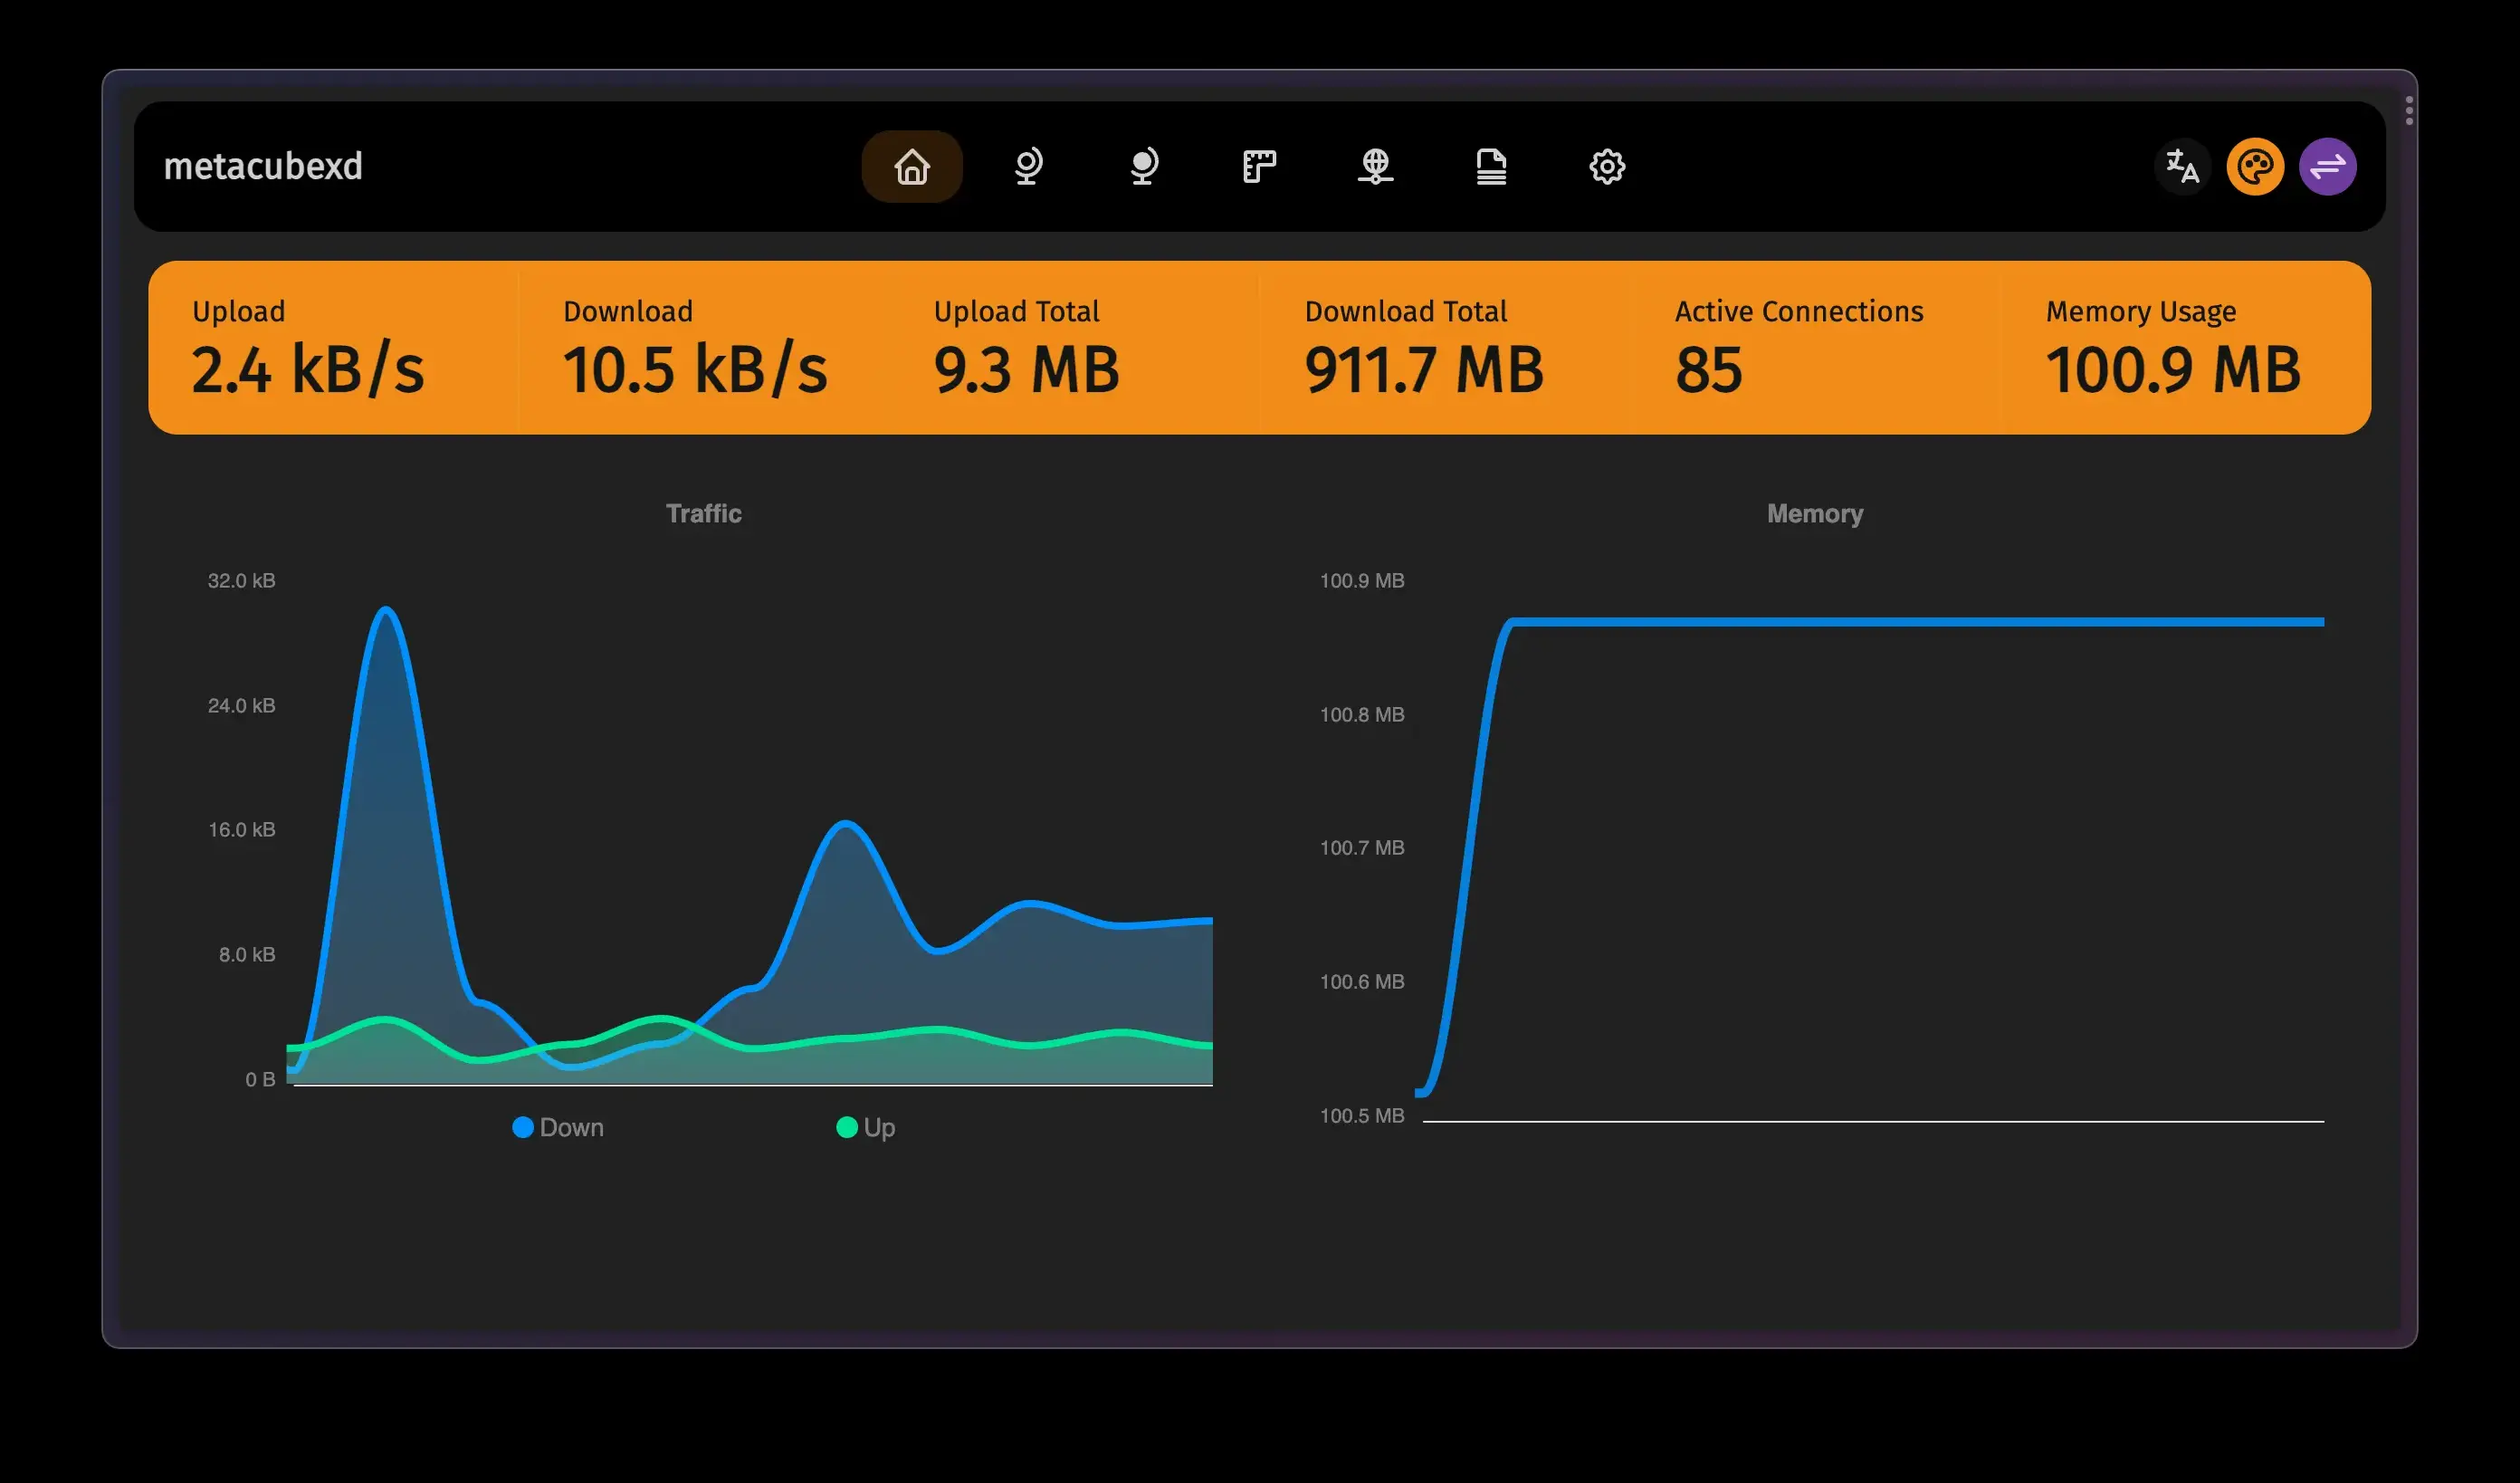 metacubexd
Upload
2.4 kB/s
Download
10.5 kB/s
Upload Total
9.3 MB
Download Total
911.7 MB
Active Connections
85
Memory Usage
100.9 MB
Traffic
32.0 kB
24.0 kB
16.0 kB
8.0 kB
0 B
Down
Up
Memory
100.9 MB
100.8 MB
100.7 MB
100.6 MB
100.5 MB